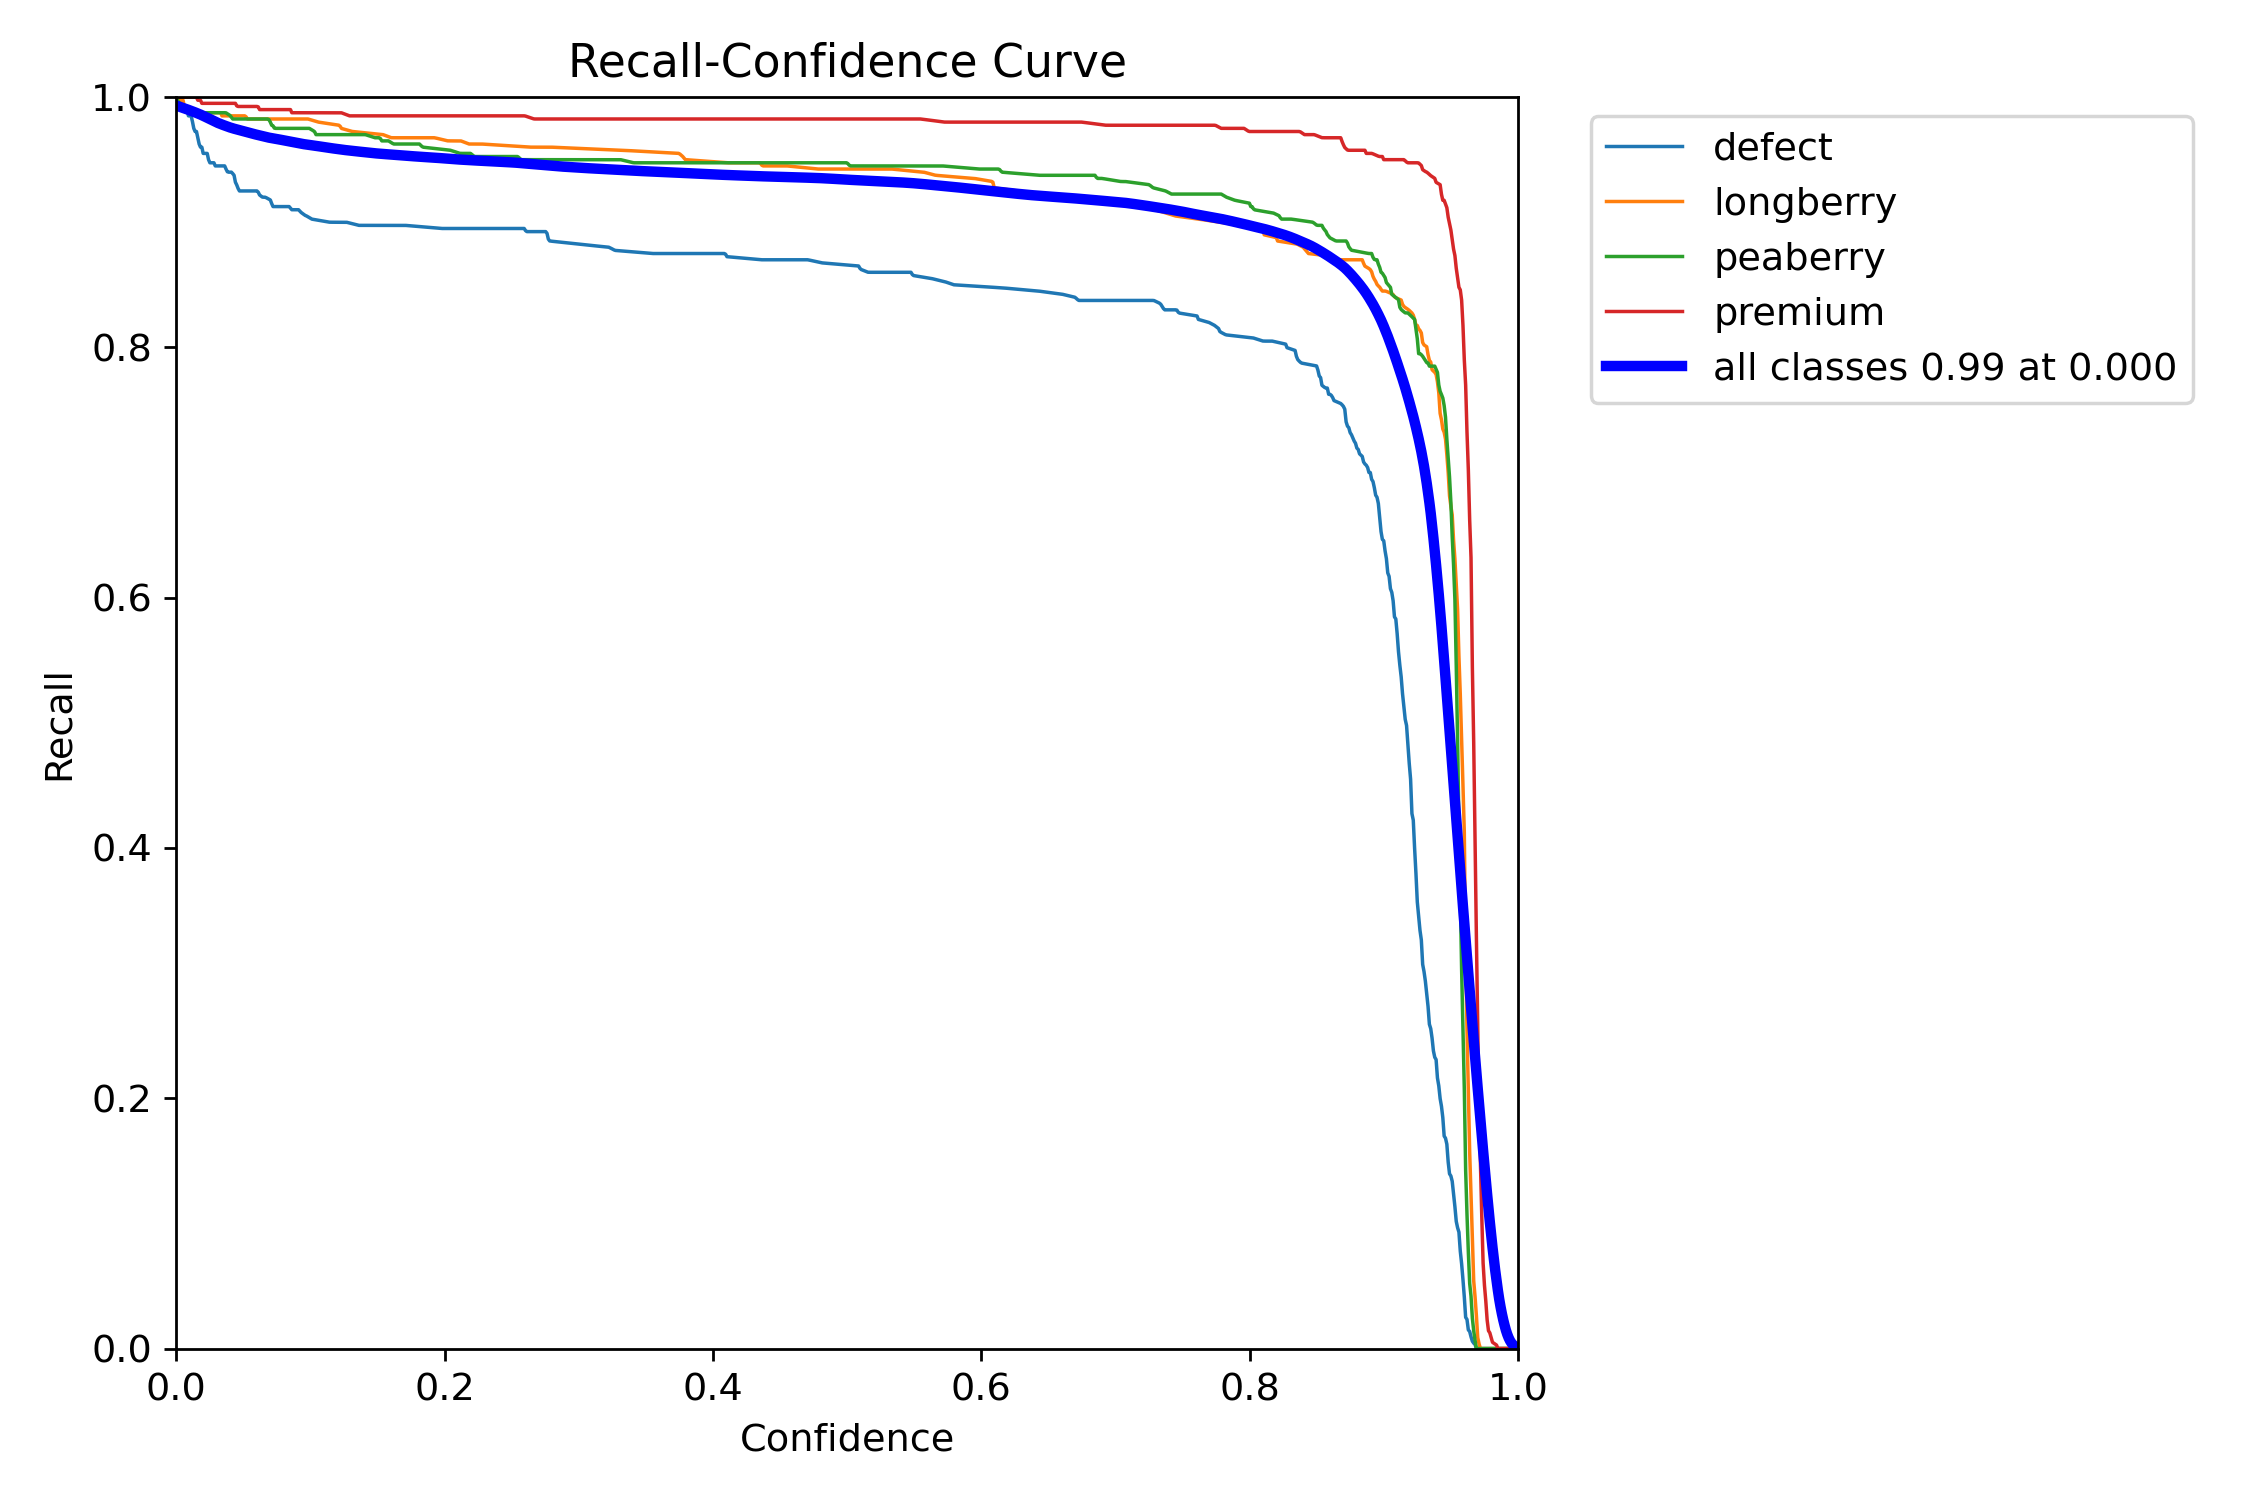 Recall-Confidence Curve
1.0
0.8
0.6
0.4
0.2
0.0
Recall
0.0 0.2 0.4 0.6 0.8 1.0
Confidence
defect
longberry
peaberry
premium
all classes 0.99 at 0.000